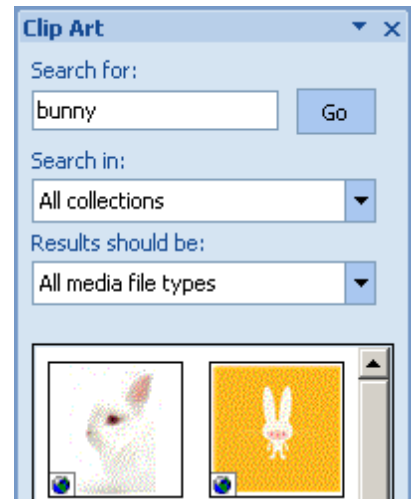 Clip Art
Search for:
bunny
Go
Search in:
All collections
Results should be:
All media file types